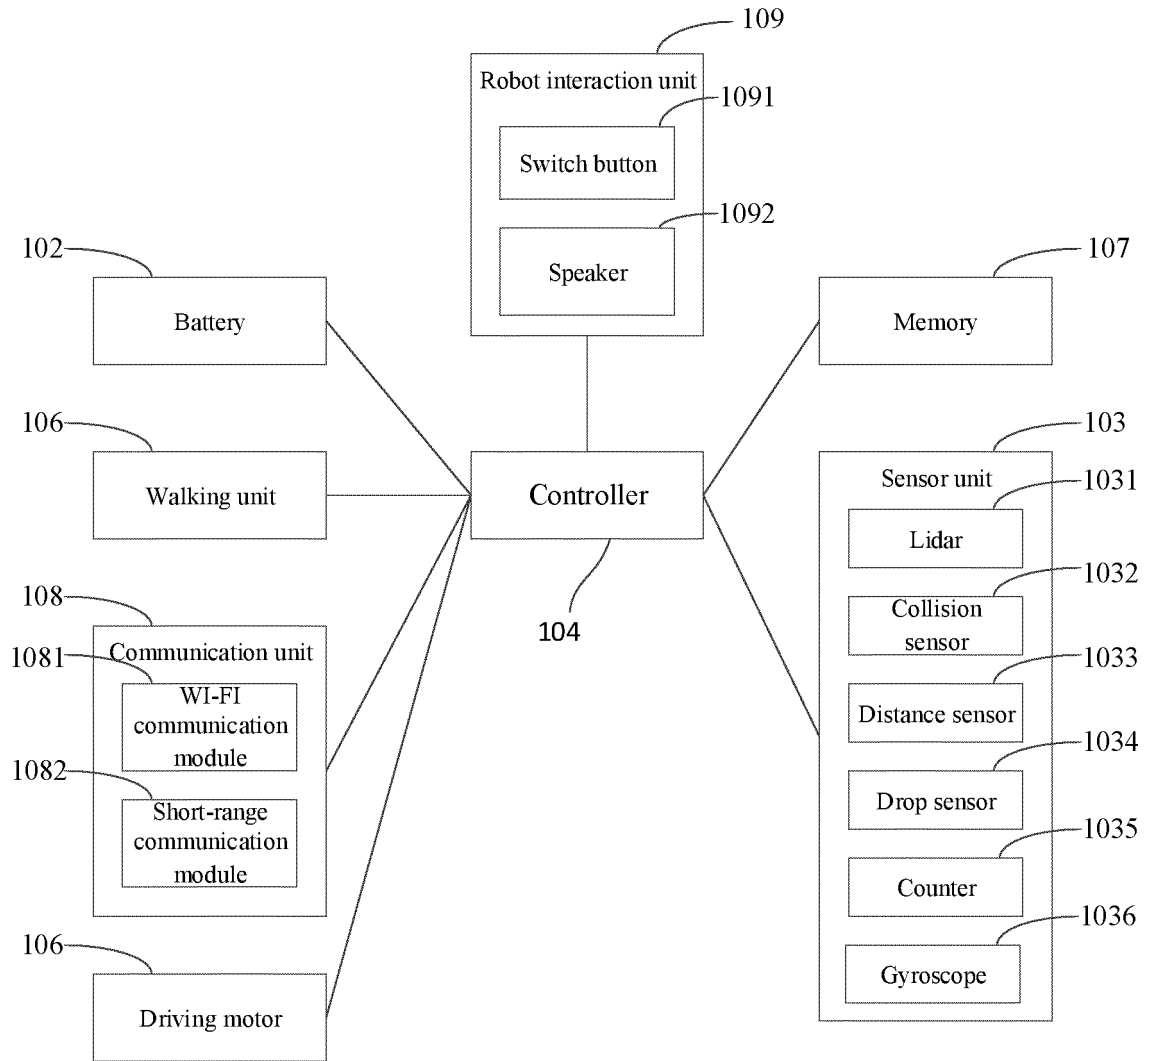 109
Robot interaction unit
1091
Switch button
1092
Speaker
102
Battery
107
Memory
106
Walking unit
Controller
104
103
Sensor unit
1031
Lidar
1032
Collision
sensor
1033
Distance sensor
1034
Drop sensor
1035
Counter
1036
Gyroscope
108
Communication unit
1081
WI-FI
communication
module
1082
Short-range
communication
module
106
Driving motor